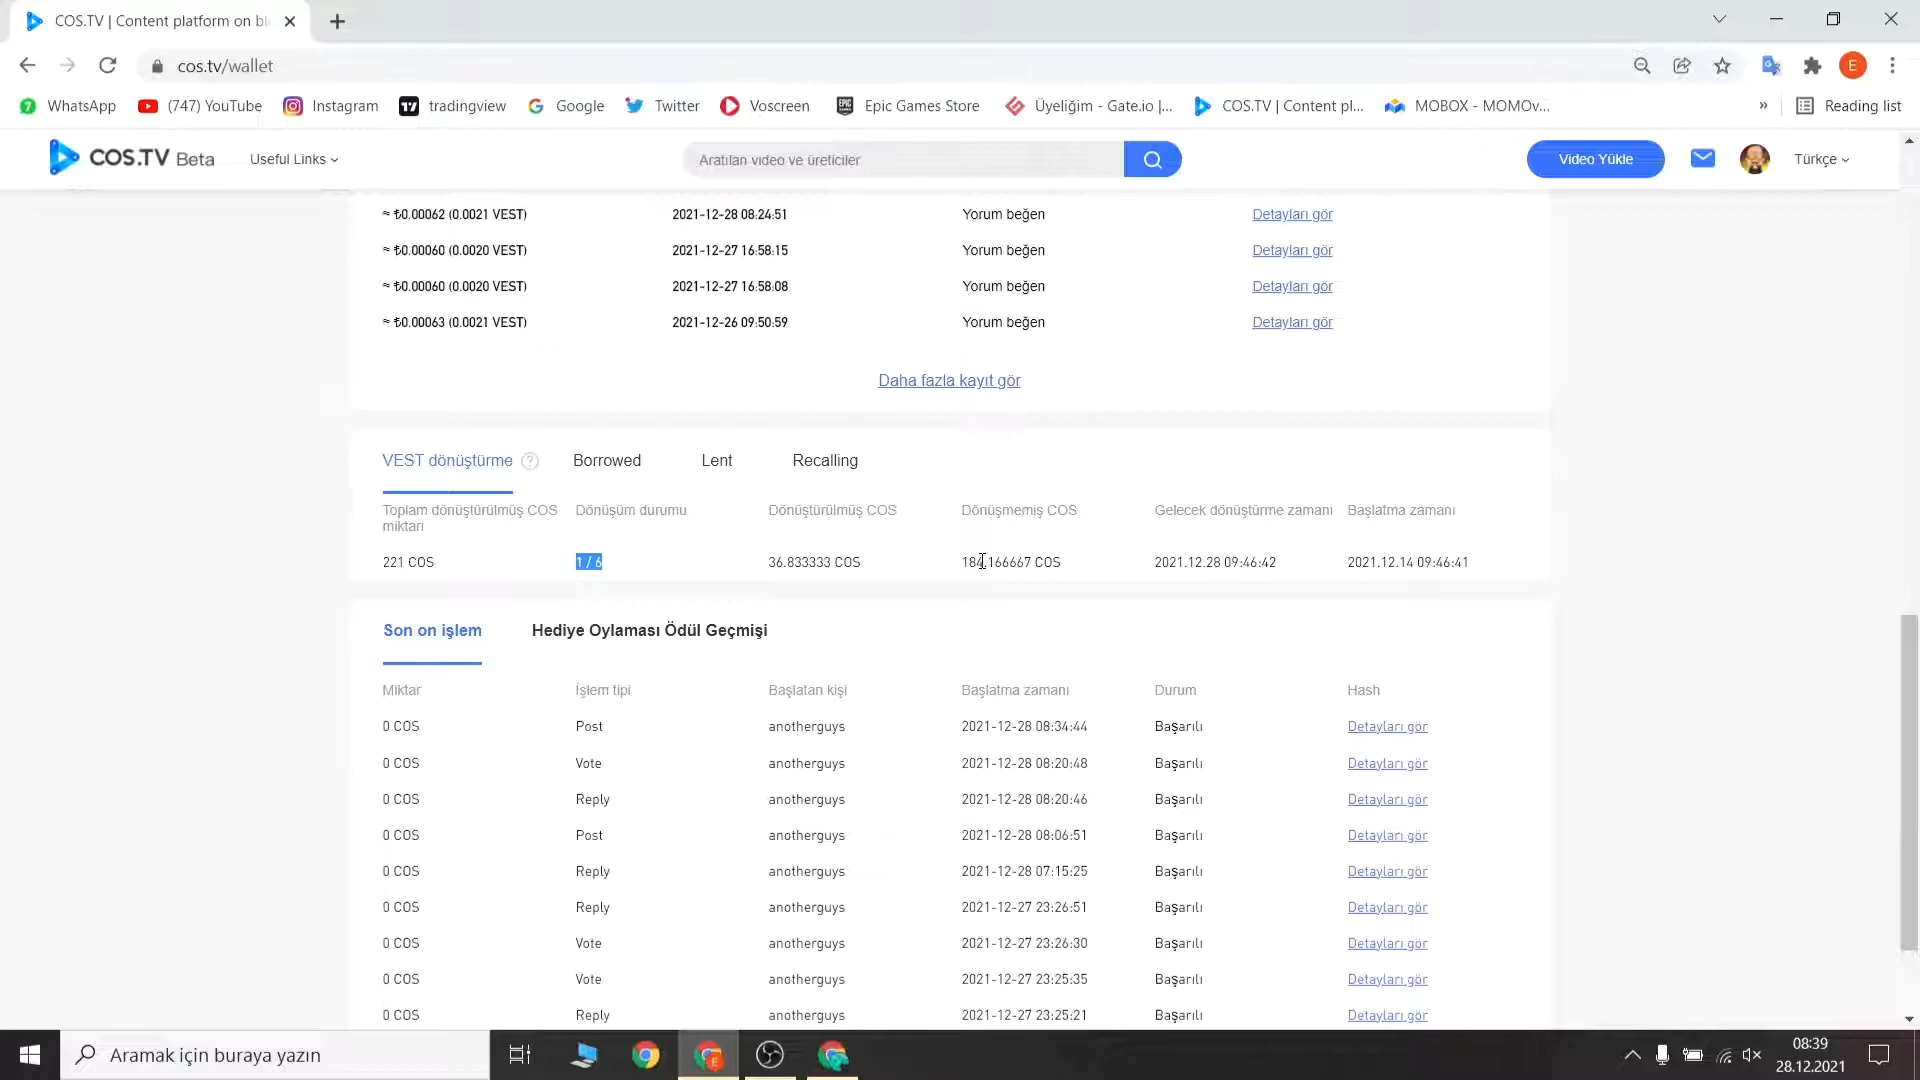 COS.TV | Content platform on bl
cos.tv/wallet
E
WhatsApp (747) YouTube Instagram tradingview Google Twitter Voscreen Epic Games Store Üyeliğim - Gate.io |... COS.TV | Content pl... MOBOX - MOMOv... » Reading list
COS.TV Beta Useful Links Aratılan video ve üreticiler Video Yükle Türkçe
≈ ₺0.00062 (0.0021 VEST) 2021-12-28 08:24:51 Yorum beğen Detayları gör
≈ ₺0.00060 (0.0020 VEST) 2021-12-27 16:58:15 Yorum beğen Detayları gör
≈ ₺0.00060 (0.0020 VEST) 2021-12-27 16:58:08 Yorum beğen Detayları gör
≈ ₺0.00063 (0.0021 VEST) 2021-12-26 09:50:59 Yorum beğen Detayları gör
Daha fazla kayıt gör
VEST dönüştürme ? Borrowed Lent Recalling
Toplam dönüştürülmüş COS miktarı Dönüşüm durumu Dönüştürülmüş COS Dönüşmemiş COS Gelecek dönüştürme zamanı Başlatma zamanı
221 COS 1 / 6 36.833333 COS 184.166667 COS 2021.12.28 09:46:42 2021.12.14 09:46:41
Son on işlem Hediye Oylaması Ödül Geçmişi
Miktar İşlem tipi Başlatan kişi Başlatma zamanı Durum Hash
0 COS Post anotherguys 2021-12-28 08:34:44 Başarılı Detayları gör
0 COS Vote anotherguys 2021-12-28 08:20:48 Başarılı Detayları gör
0 COS Reply anotherguys 2021-12-28 08:20:46 Başarılı Detayları gör
0 COS Post anotherguys 2021-12-28 08:06:51 Başarılı Detayları gör
0 COS Reply anotherguys 2021-12-28 07:15:25 Başarılı Detayları gör
0 COS Reply anotherguys 2021-12-27 23:26:51 Başarılı Detayları gör
0 COS Vote anotherguys 2021-12-27 23:26:30 Başarılı Detayları gör
0 COS Vote anotherguys 2021-12-27 23:25:35 Başarılı Detayları gör
0 COS Reply anotherguys 2021-12-27 23:25:21 Başarılı Detayları gör
Aramak için buraya yazın
08:39
28.12.2021